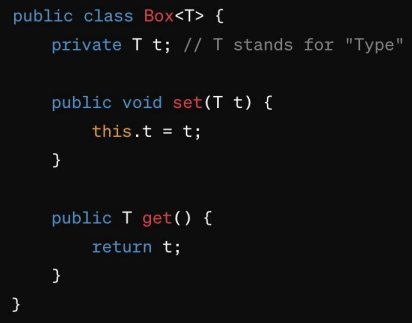 public class Box<T> {
    private T t; // T stands for "Type"
    public void set(T t) {
        this.t = t;
    }
    public T get() {
        return t;
    }
}